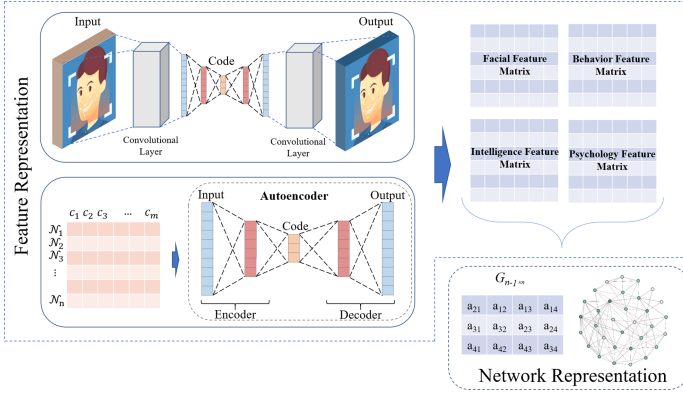 Feature Representation
Input
Output
Code
Convolutional
Layer
Convolutional
Layer
c1 c2 c3 ... cm
N1
N2
N3
⋮
Nn
Input
Autoencoder
Output
Code
Encoder
Decoder
Facial Feature
Matrix
Behavior Feature
Matrix
Intelligence Feature
Matrix
Psychology Feature
Matrix
Gn-1×n
a21 a12 a13 a14
a31 a32 a23 a24
a41 a42 a43 a34
Network Representation